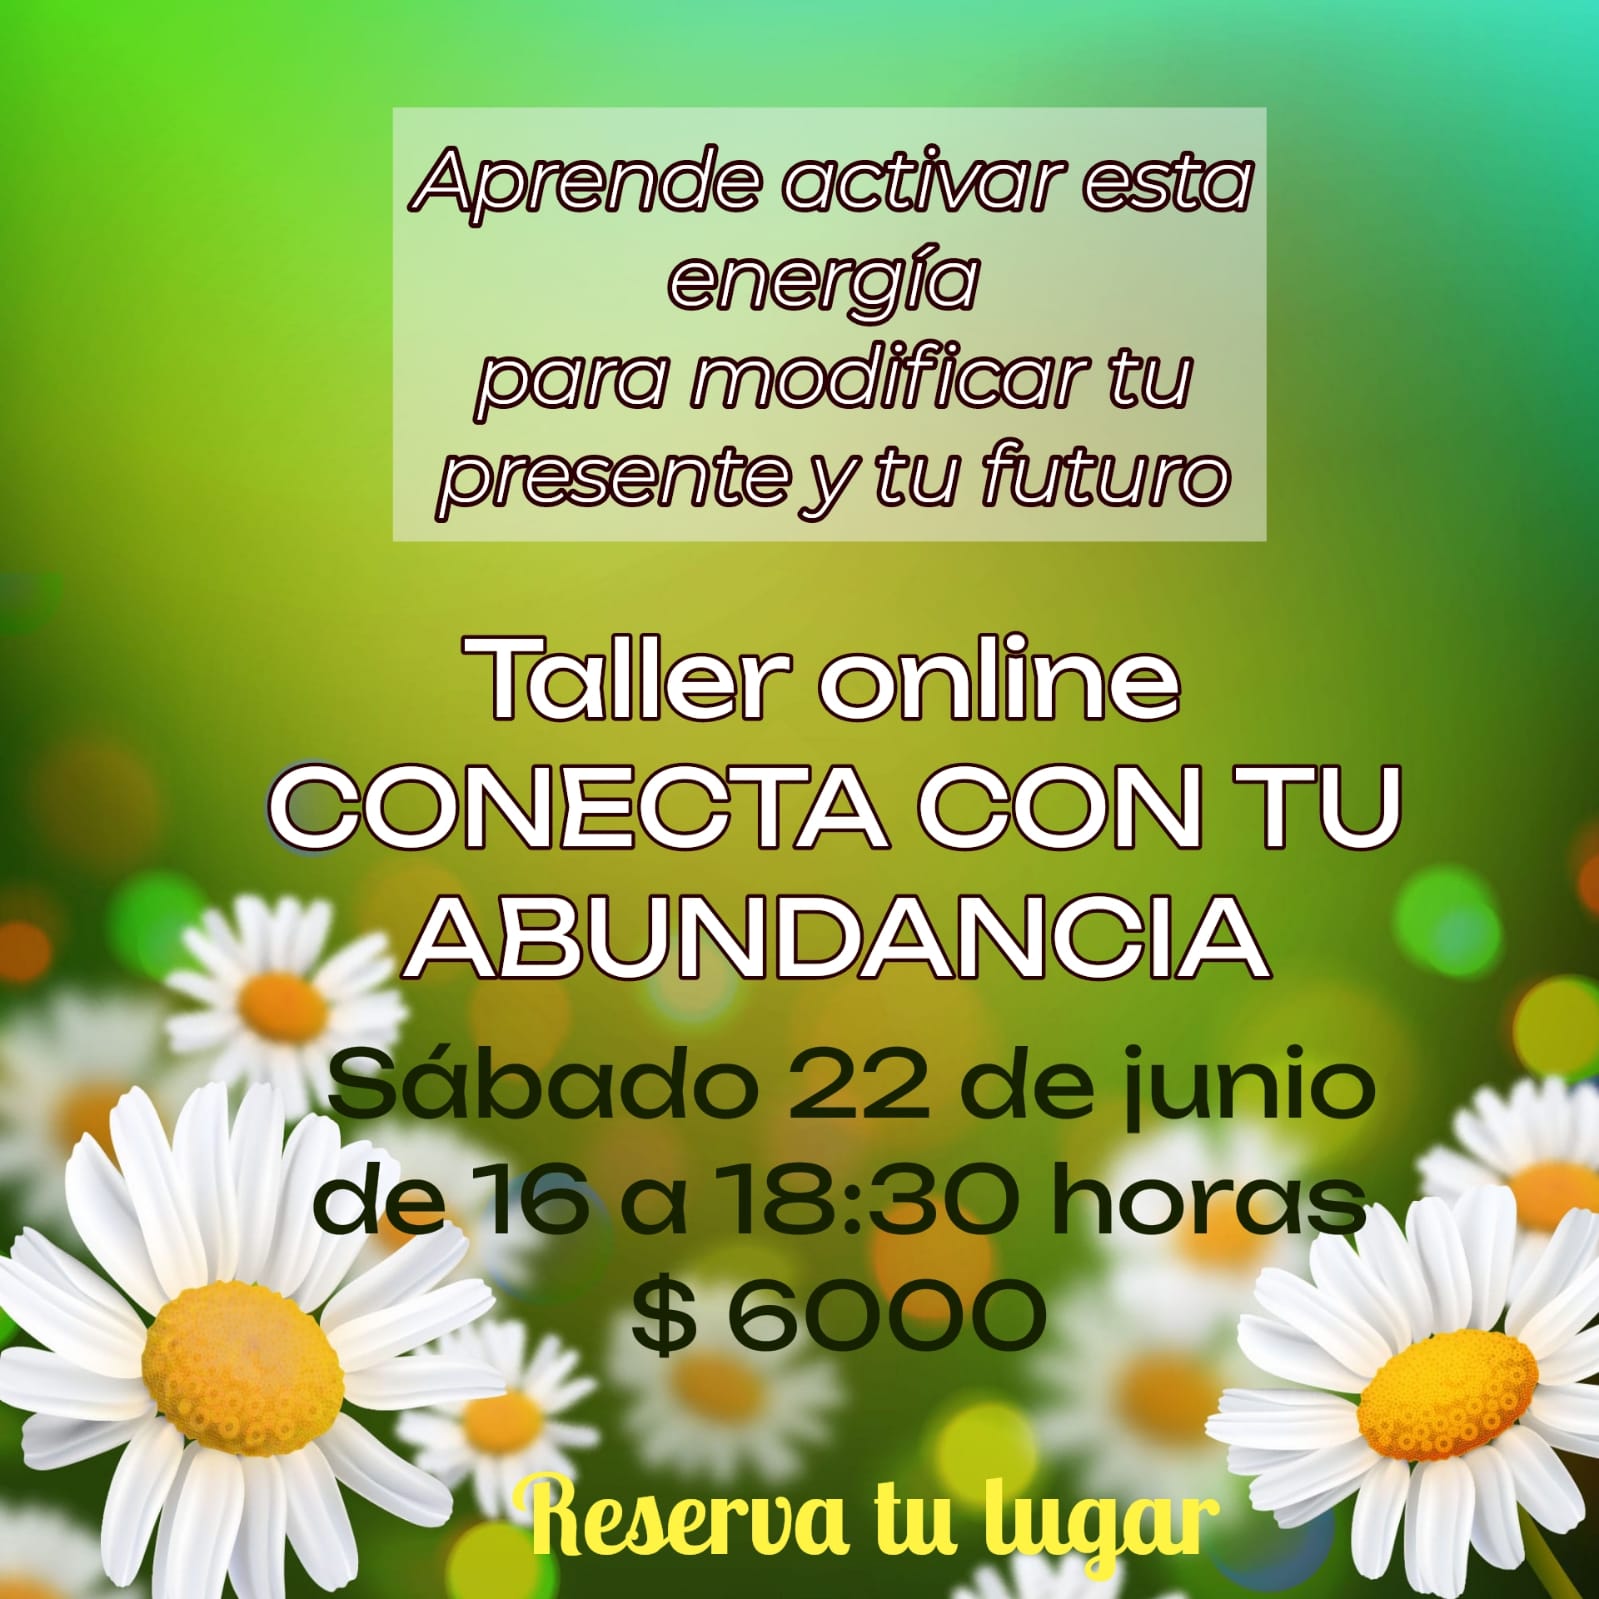 Aprende activar esta
energía
para modificar tu
presente y tu futuro
Taller online
CONECTA CON TU
ABUNDANCIA
Sábado 22 de junio
de 16 a 18:30 horas
$ 6000
Reserva tu lugar